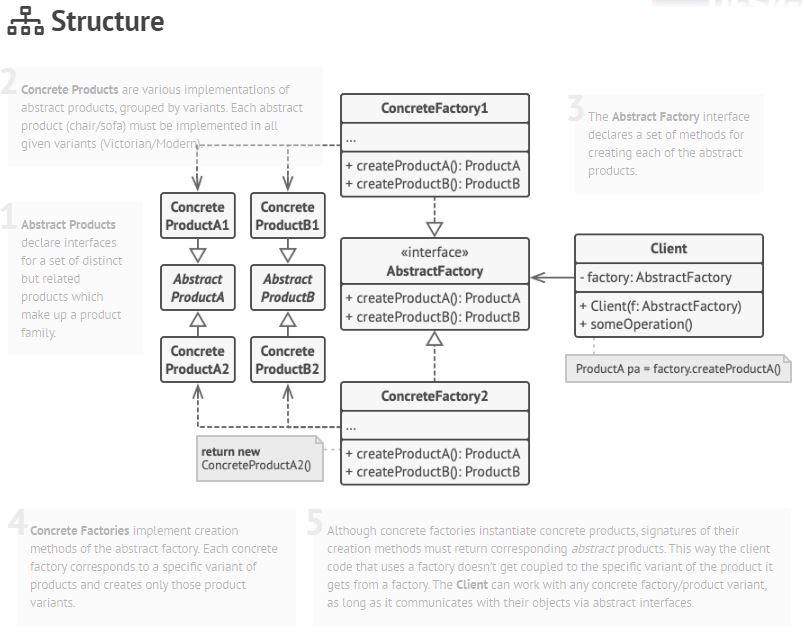 Structure
2
Concrete Products are various implementations of
abstract products, grouped by variants. Each abstract
product (chair/sofa) must be implemented in all
given variants (Victorian/Modern).
ConcreteFactory1
...
+ createProductA(): ProductA
+ createProductB(): ProductB
3
The Abstract Factory interface
declares a set of methods for
creating each of the abstract
products.
1
Abstract Products
declare interfaces
for a set of distinct
but related
products which
make up a product
family.
Concrete
ProductA1
Concrete
ProductB1
Abstract
ProductA
Abstract
ProductB
Concrete
ProductA2
Concrete
ProductB2
«interface»
AbstractFactory
+ createProductA(): ProductA
+ createProductB(): ProductB
Client
- factory: AbstractFactory
+ Client(f: AbstractFactory)
+ someOperation()
ProductA pa = factory.createProductA()
ConcreteFactory2
...
+ createProductA(): ProductA
+ createProductB(): ProductB
return new
ConcreteProductA2()
4
Concrete Factories implement creation
methods of the abstract factory. Each concrete
factory corresponds to a specific variant of
products and creates only those product
variants.
5
Although concrete factories instantiate concrete products, signatures of their
creation methods must return corresponding abstract products. This way the client
code that uses a factory doesn't get coupled to the specific variant of the product it
gets from a factory. The Client can work with any concrete factory/product variant,
as long as it communicates with their objects via abstract interfaces.